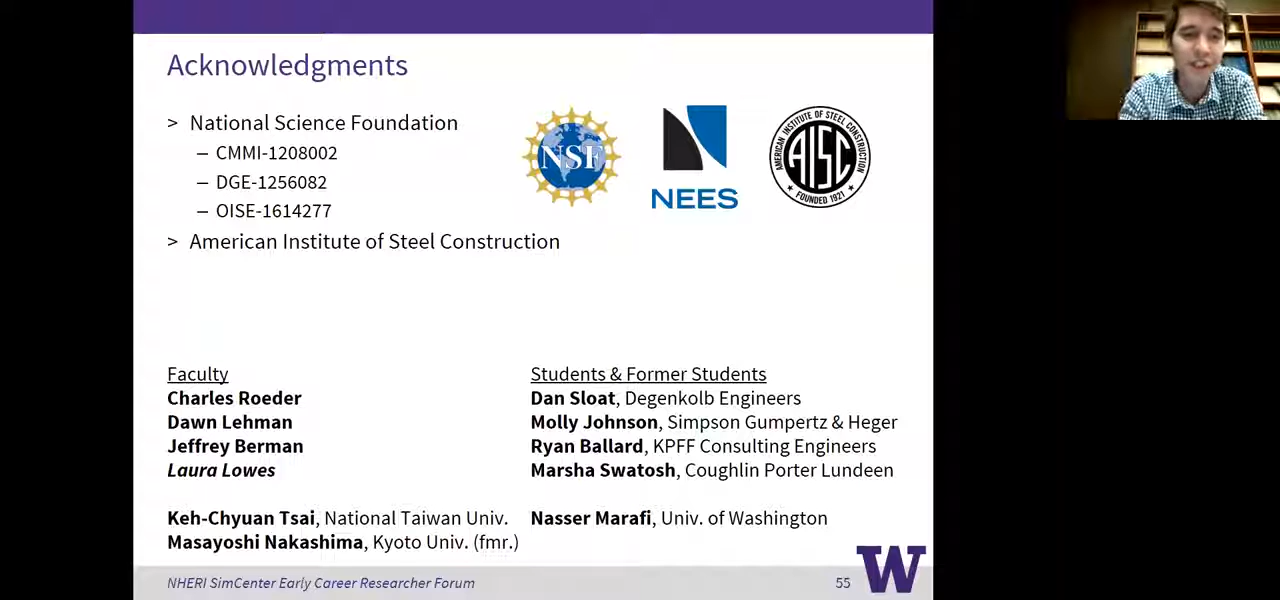 Acknowledgments
> National Science Foundation
– CMMI-1208002
– DGE-1256082
– OISE-1614277
> American Institute of Steel Construction
NSF
NEES
AMERICAN INSTITUTE OF STEEL CONSTRUCTION
AISC
★ FOUNDED 1921 ★
Faculty
Charles Roeder
Dawn Lehman
Jeffrey Berman
Laura Lowes
Keh-Chyuan Tsai, National Taiwan Univ.
Masayoshi Nakashima, Kyoto Univ. (fmr.)
Students & Former Students
Dan Sloat, Degenkolb Engineers
Molly Johnson, Simpson Gumpertz & Heger
Ryan Ballard, KPFF Consulting Engineers
Marsha Swatosh, Coughlin Porter Lundeen
Nasser Marafi, Univ. of Washington
NHERI SimCenter Early Career Researcher Forum
55
W